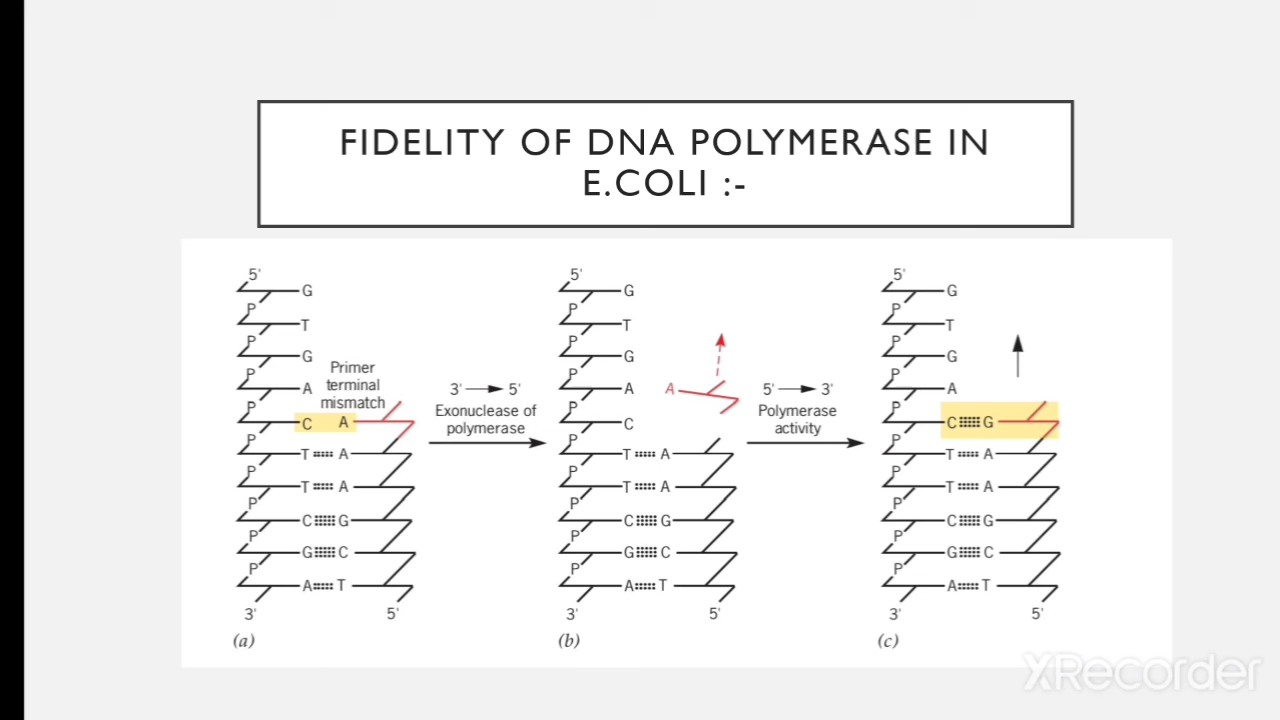 FIDELITY OF DNA POLYMERASE IN
E.COLI :-
5'
G
P
T
P
G
P
A
Primer
terminal
mismatch
P
C A
P
T A
P
T A
P
C G
P
G C
P
A T
3' 5'
(a)
3' 5'
Exonuclease of
polymerase
5'
G
P
T
P
G
P
A
A
P
C
P
T A
P
T A
P
C G
P
G C
P
A T
3' 5'
(b)
5' 3'
Polymerase
activity
5'
G
P
T
P
G
P
A
P
C G
P
T A
P
T A
P
C G
P
G C
P
A T
3' 5'
(c)
XRecorder